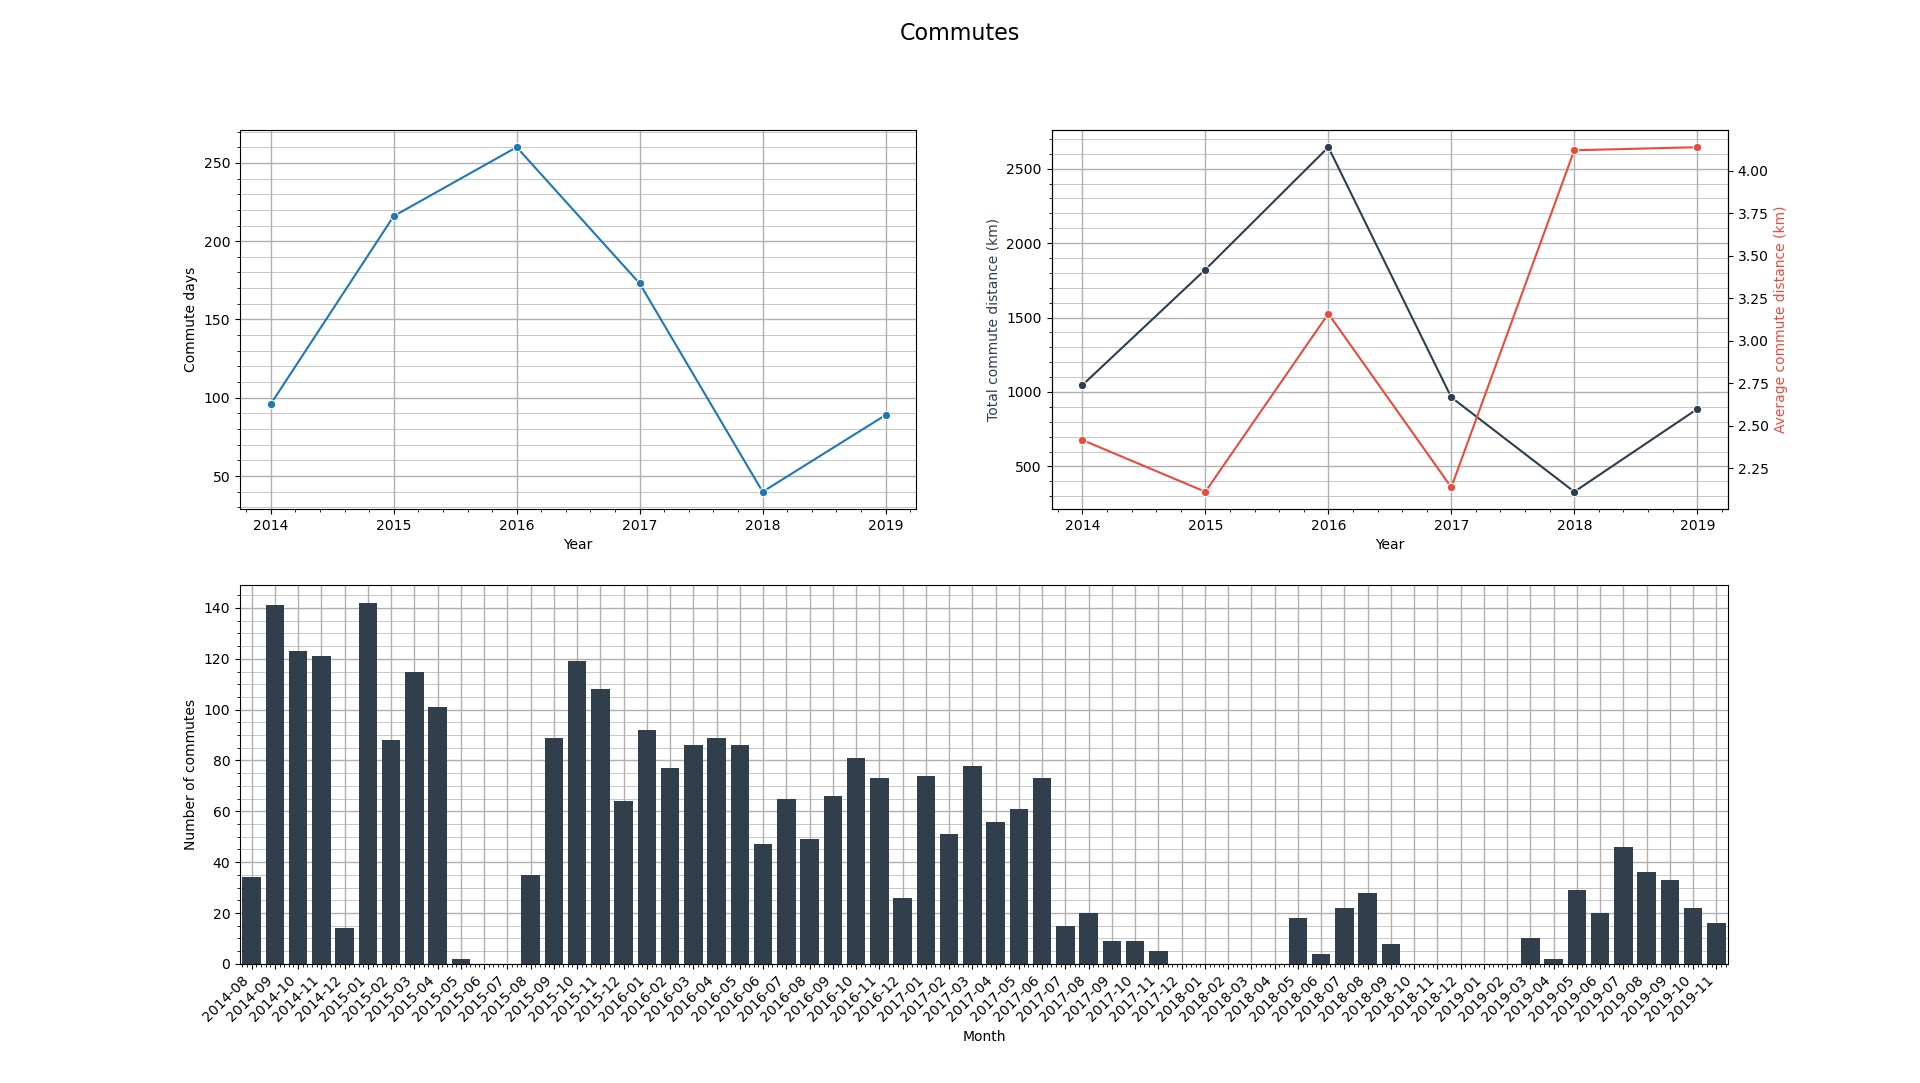 Commutes
250
200
150
100
50
Commute days
2014 2015 2016 2017 2018 2019
Year
2500
2000
1500
1000
500
Total commute distance (km)
4.00
3.75
3.50
3.25
3.00
2.75
2.50
2.25
Average commute distance (km)
2014 2015 2016 2017 2018 2019
Year
140
120
100
80
60
40
20
0
Number of commutes
2014-08 2014-09 2014-10 2014-11 2014-12 2015-01 2015-02 2015-03 2015-04 2015-05 2015-06 2015-07 2015-08 2015-09 2015-10 2015-11 2015-12 2016-01 2016-02 2016-03 2016-04 2016-05 2016-06 2016-07 2016-08 2016-09 2016-10 2016-11 2016-12 2017-01 2017-02 2017-03 2017-04 2017-05 2017-06 2017-07 2017-08 2017-09 2017-10 2017-11 2017-12 2018-01 2018-02 2018-03 2018-04 2018-05 2018-06 2018-07 2018-08 2018-09 2018-10 2018-11 2018-12 2019-01 2019-02 2019-03 2019-04 2019-05 2019-06 2019-07 2019-08 2019-09 2019-10 2019-11
Month